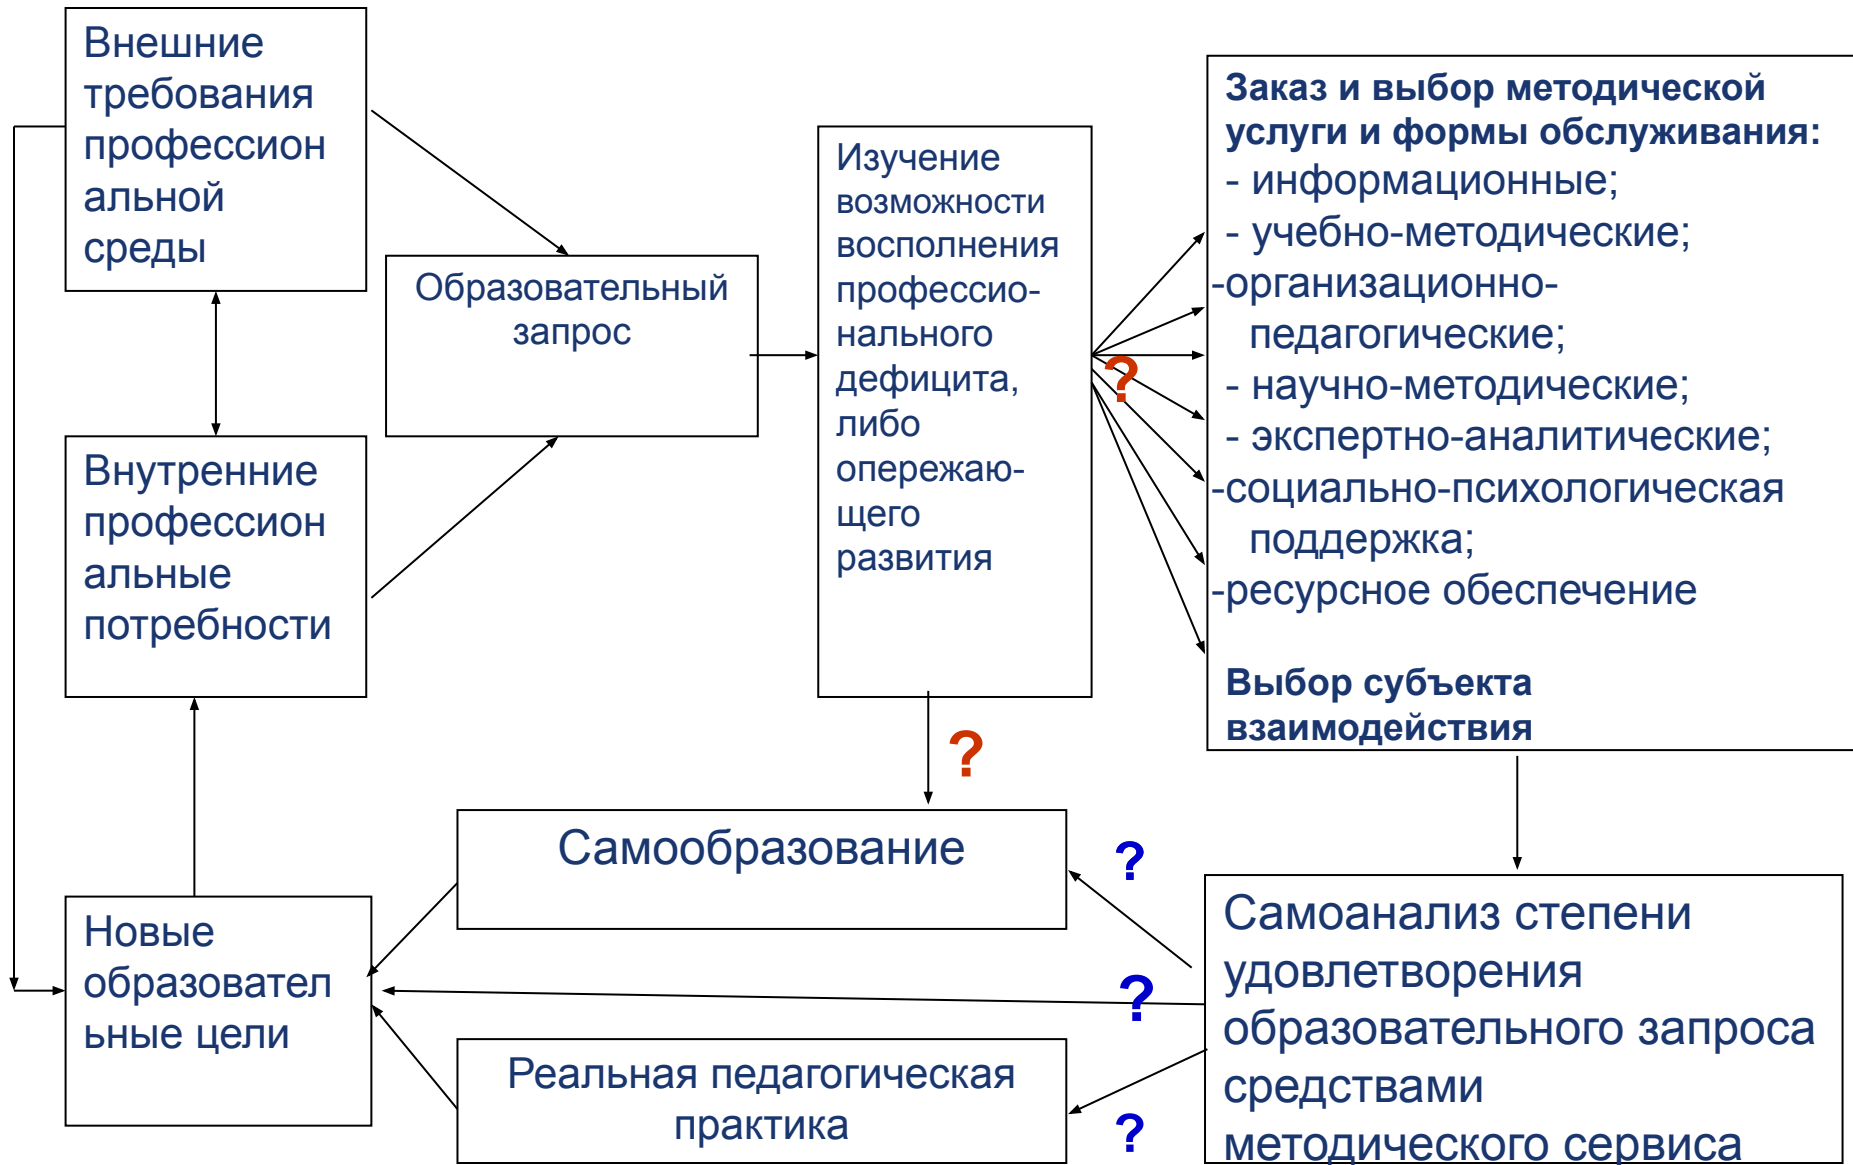 Внешние
требования
профессион
альной
среды
Образовательный
запрос
Внутренние
профессион
альные
потребности
Изучение
возможности
восполнения
профессио-
нального
дефицита,
либо
опережаю-
щего
развития
?
?
Заказ и выбор методической
услуги и формы обслуживания:
- информационные;
- учебно-методические;
-организационно-
педагогические;
- научно-методические;
- экспертно-аналитические;
-социально-психологическая
поддержка;
-ресурсное обеспечение
Выбор субъекта
взаимодействия
Самообразование
?
?
?
Новые
образовател
ьные цели
Реальная педагогическая
практика
Самоанализ степени
удовлетворения
образовательного запроса
средствами
методического сервиса